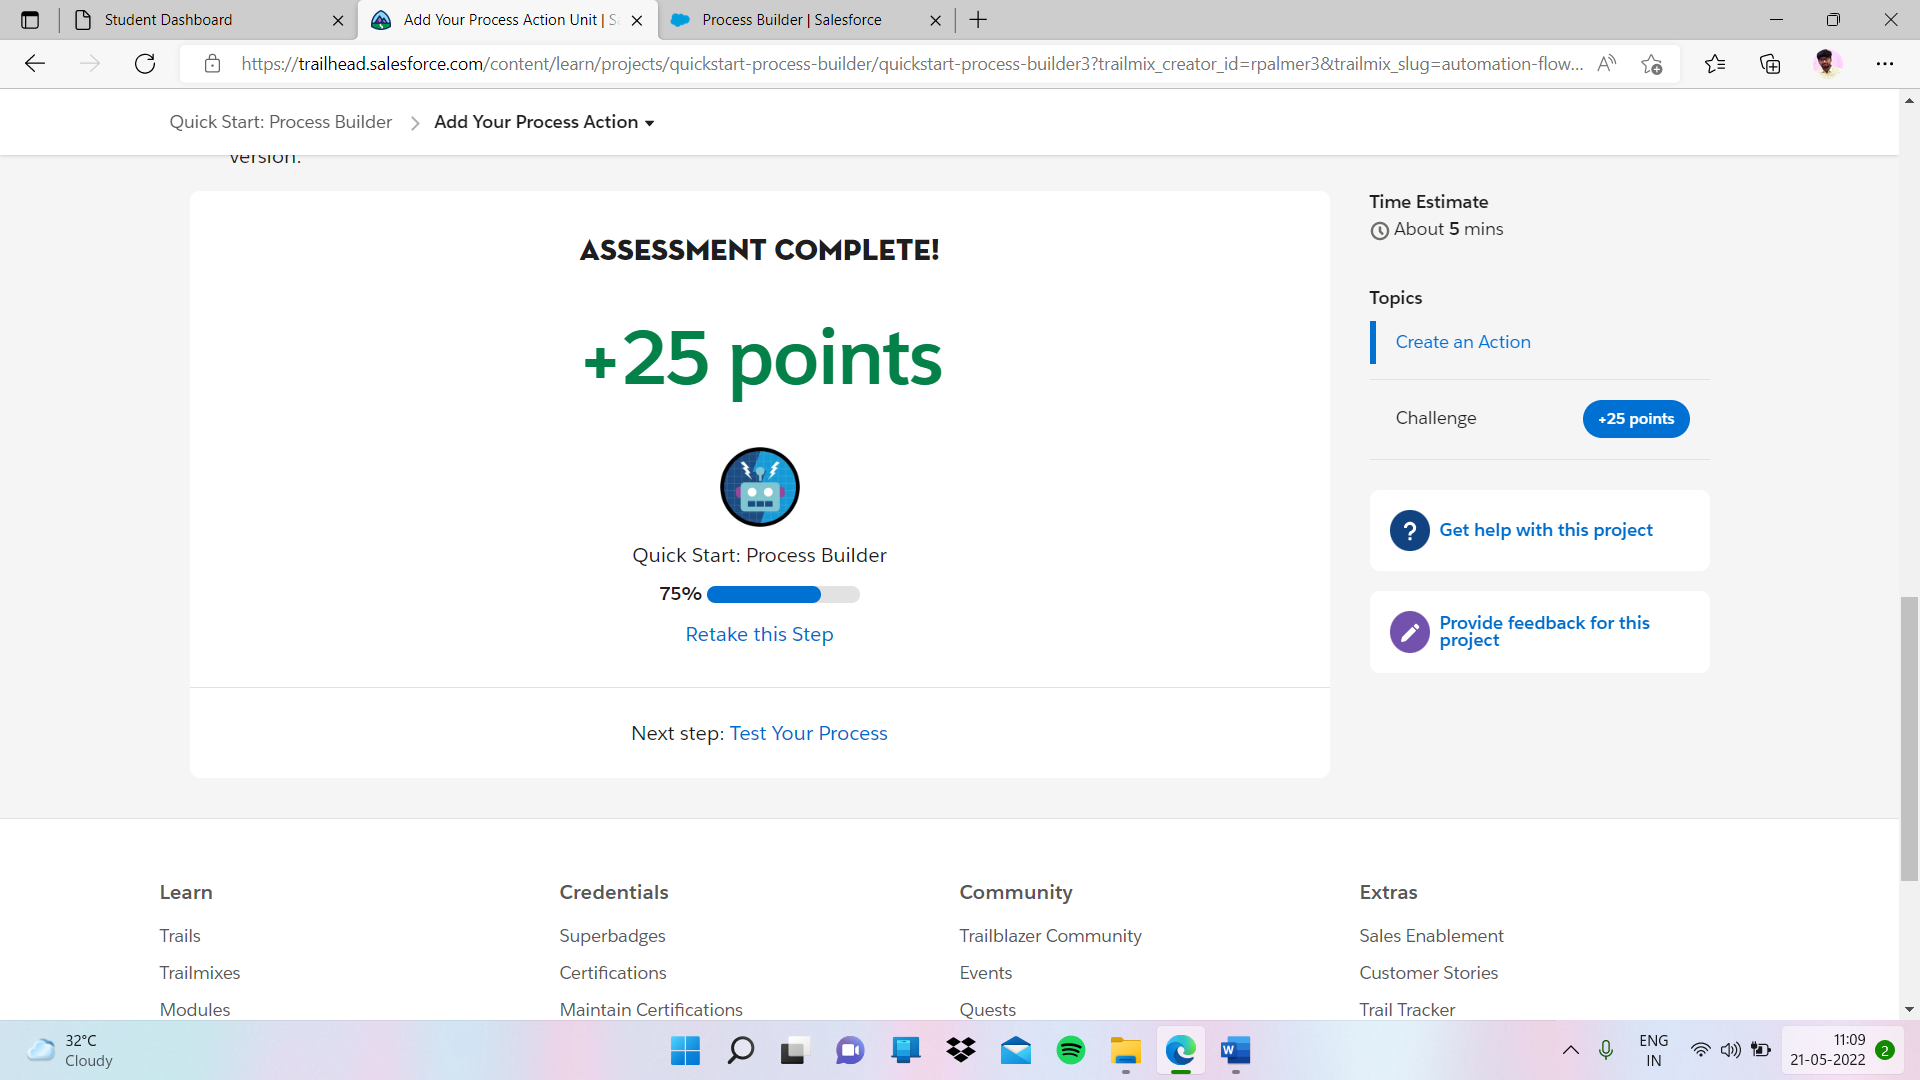 Student Dashboard
Add Your Process Action Unit | S
Process Builder | Salesforce
https://trailhead.salesforce.com/content/learn/projects/quickstart-process-builder/quickstart-process-builder3?trailmix_creator_id=rpalmer3&trailmix_slug=automation-flow...
Quick Start: Process Builder
Add Your Process Action
version.
ASSESSMENT COMPLETE!
+25 points
Quick Start: Process Builder
75%
Retake this Step
Next step: Test Your Process
Time Estimate
About 5 mins
Topics
Create an Action
Challenge
+25 points
? Get help with this project
Provide feedback for this
project
Learn
Trails
Trailmixes
Modules
Credentials
Superbadges
Certifications
Maintain Certifications
Community
Trailblazer Community
Events
Quests
Extras
Sales Enablement
Customer Stories
Trail Tracker
32°C
Cloudy
ENG
IN
11:09
21-05-2022
2